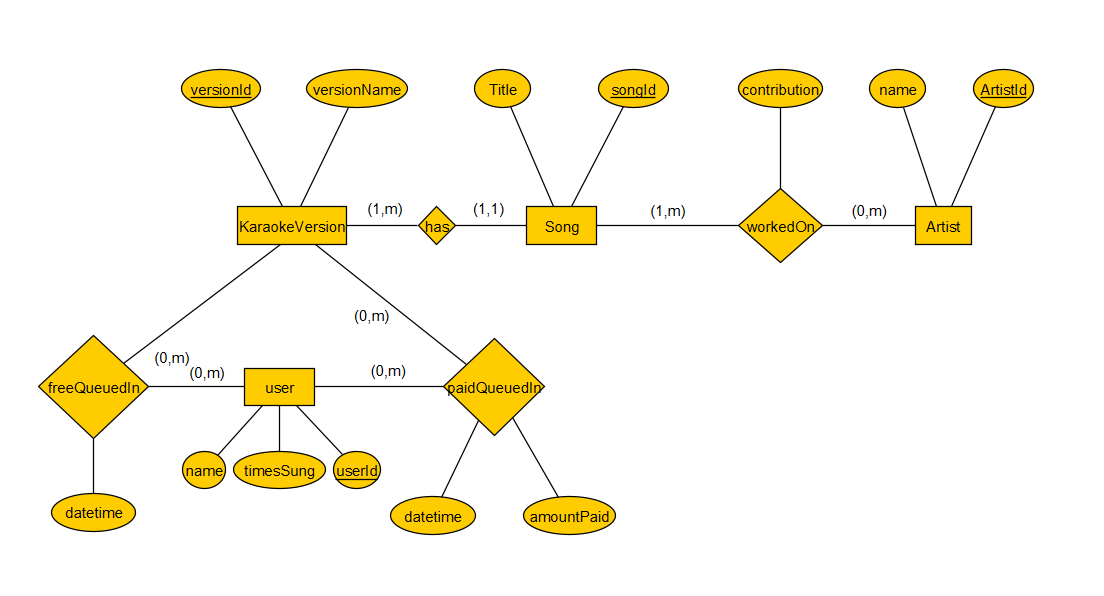 versionId
versionName
Title
songId
contribution
name
ArtistId
KaraokeVersion
(1,m)
has
(1,1)
Song
(1,m)
workedOn
(0,m)
Artist
(0,m)
(0,m)
(0,m)
(0,m)
freeQueuedIn
user
paidQueuedIn
name
timesSung
userId
datetime
datetime
amountPaid